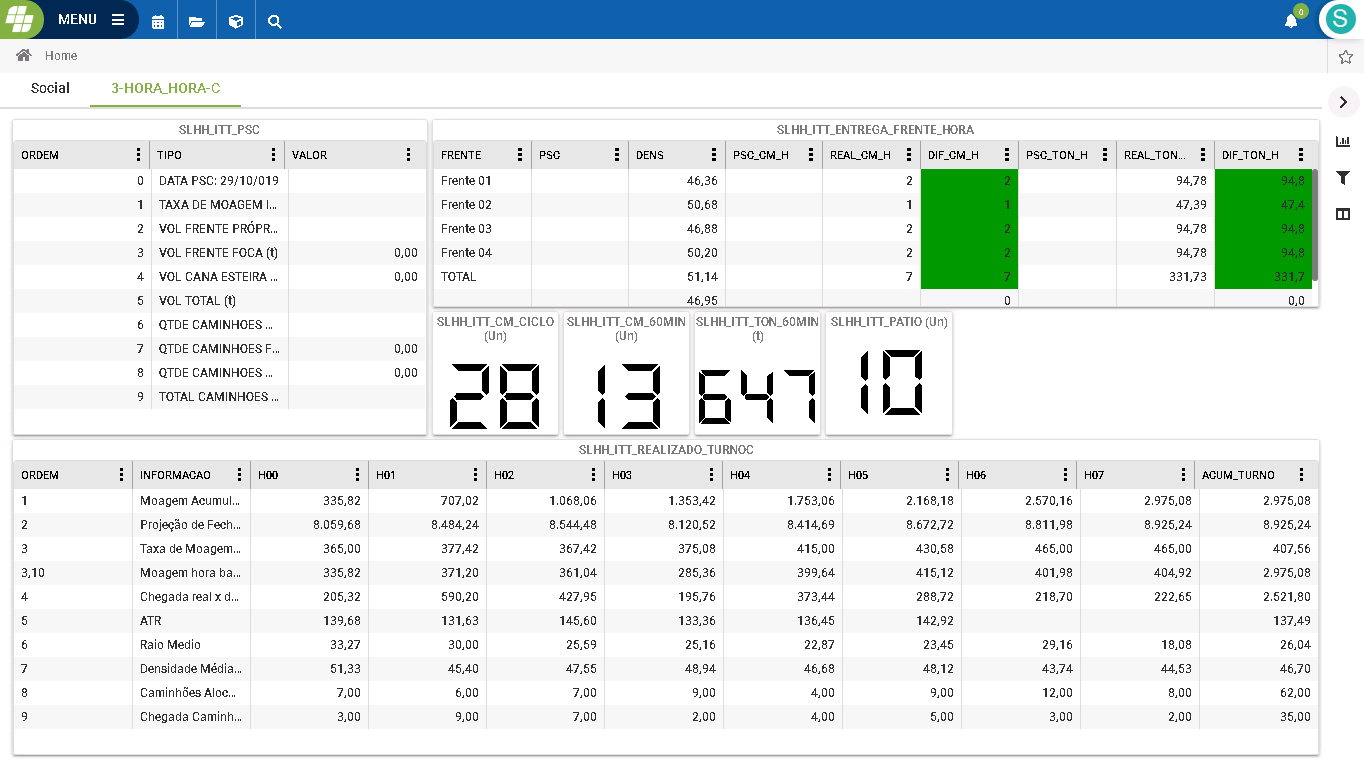 MENU
0
S
Home
Social 3-HORA_HORA-C
SLHH_ITT_PSC
ORDEM TIPO VALOR
0 DATA PSC: 29/10/019
1 TAXA DE MOAGEM I...
2 VOL FRENTE PRÓPR...
3 VOL FRENTE FOCA (t) 0,00
4 VOL CANA ESTEIRA ... 0,00
5 VOL TOTAL (t)
6 QTDE CAMINHOES ...
7 QTDE CAMINHOES F... 0,00
8 QTDE CAMINHOES ... 0,00
9 TOTAL CAMINHOES ...
SLHH_ITT_ENTREGA_FRENTE_HORA
FRENTE PSC DENS PSC_CM_H REAL_CM_H DIF_CM_H PSC_TON_H REAL_TON... DIF_TON_H
Frente 01 46,36 2 2 94,78 94,8
Frente 02 50,68 1 1 47,39 47,4
Frente 03 46,88 2 2 94,78 94,8
Frente 04 50,20 2 2 94,78 94,8
TOTAL 51,14 7 7 331,73 331,7
46,95 0 0,0
SLHH_ITT_CM_CICLO
(Un)
28
SLHH_ITT_CM_60MIN
(Un)
13
SLHH_ITT_TON_60MIN
(t)
647
SLHH_ITT_PATIO (Un)
10
SLHH_ITT_REALIZADO_TURNOC
ORDEM INFORMACAO H00 H01 H02 H03 H04 H05 H06 H07 ACUM_TURNO
1 Moagem Acumul... 335,82 707,02 1.068,06 1.353,42 1.753,06 2.168,18 2.570,16 2.975,08 2.975,08
2 Projeção de Fech... 8.059,68 8.484,24 8.544,48 8.120,52 8.414,69 8.672,72 8.811,98 8.925,24 8.925,24
3 Taxa de Moagem... 365,00 377,42 367,42 375,08 415,00 430,58 465,00 465,00 407,56
3,10 Moagem hora ba... 335,82 371,20 361,04 285,36 399,64 415,12 401,98 404,92 2.975,08
4 Chegada real x d... 205,32 590,20 427,95 195,76 373,44 288,72 218,70 222,65 2.521,80
5 ATR 139,68 131,63 145,60 133,36 136,45 142,92 137,49
6 Raio Medio 33,27 30,00 25,59 25,16 22,87 23,45 29,16 18,08 26,04
7 Densidade Média... 51,33 45,40 47,55 48,94 46,68 48,12 43,74 44,53 46,70
8 Caminhões Aloc... 7,00 6,00 7,00 9,00 4,00 9,00 12,00 8,00 62,00
9 Chegada Caminh... 3,00 9,00 7,00 2,00 4,00 5,00 3,00 2,00 35,00